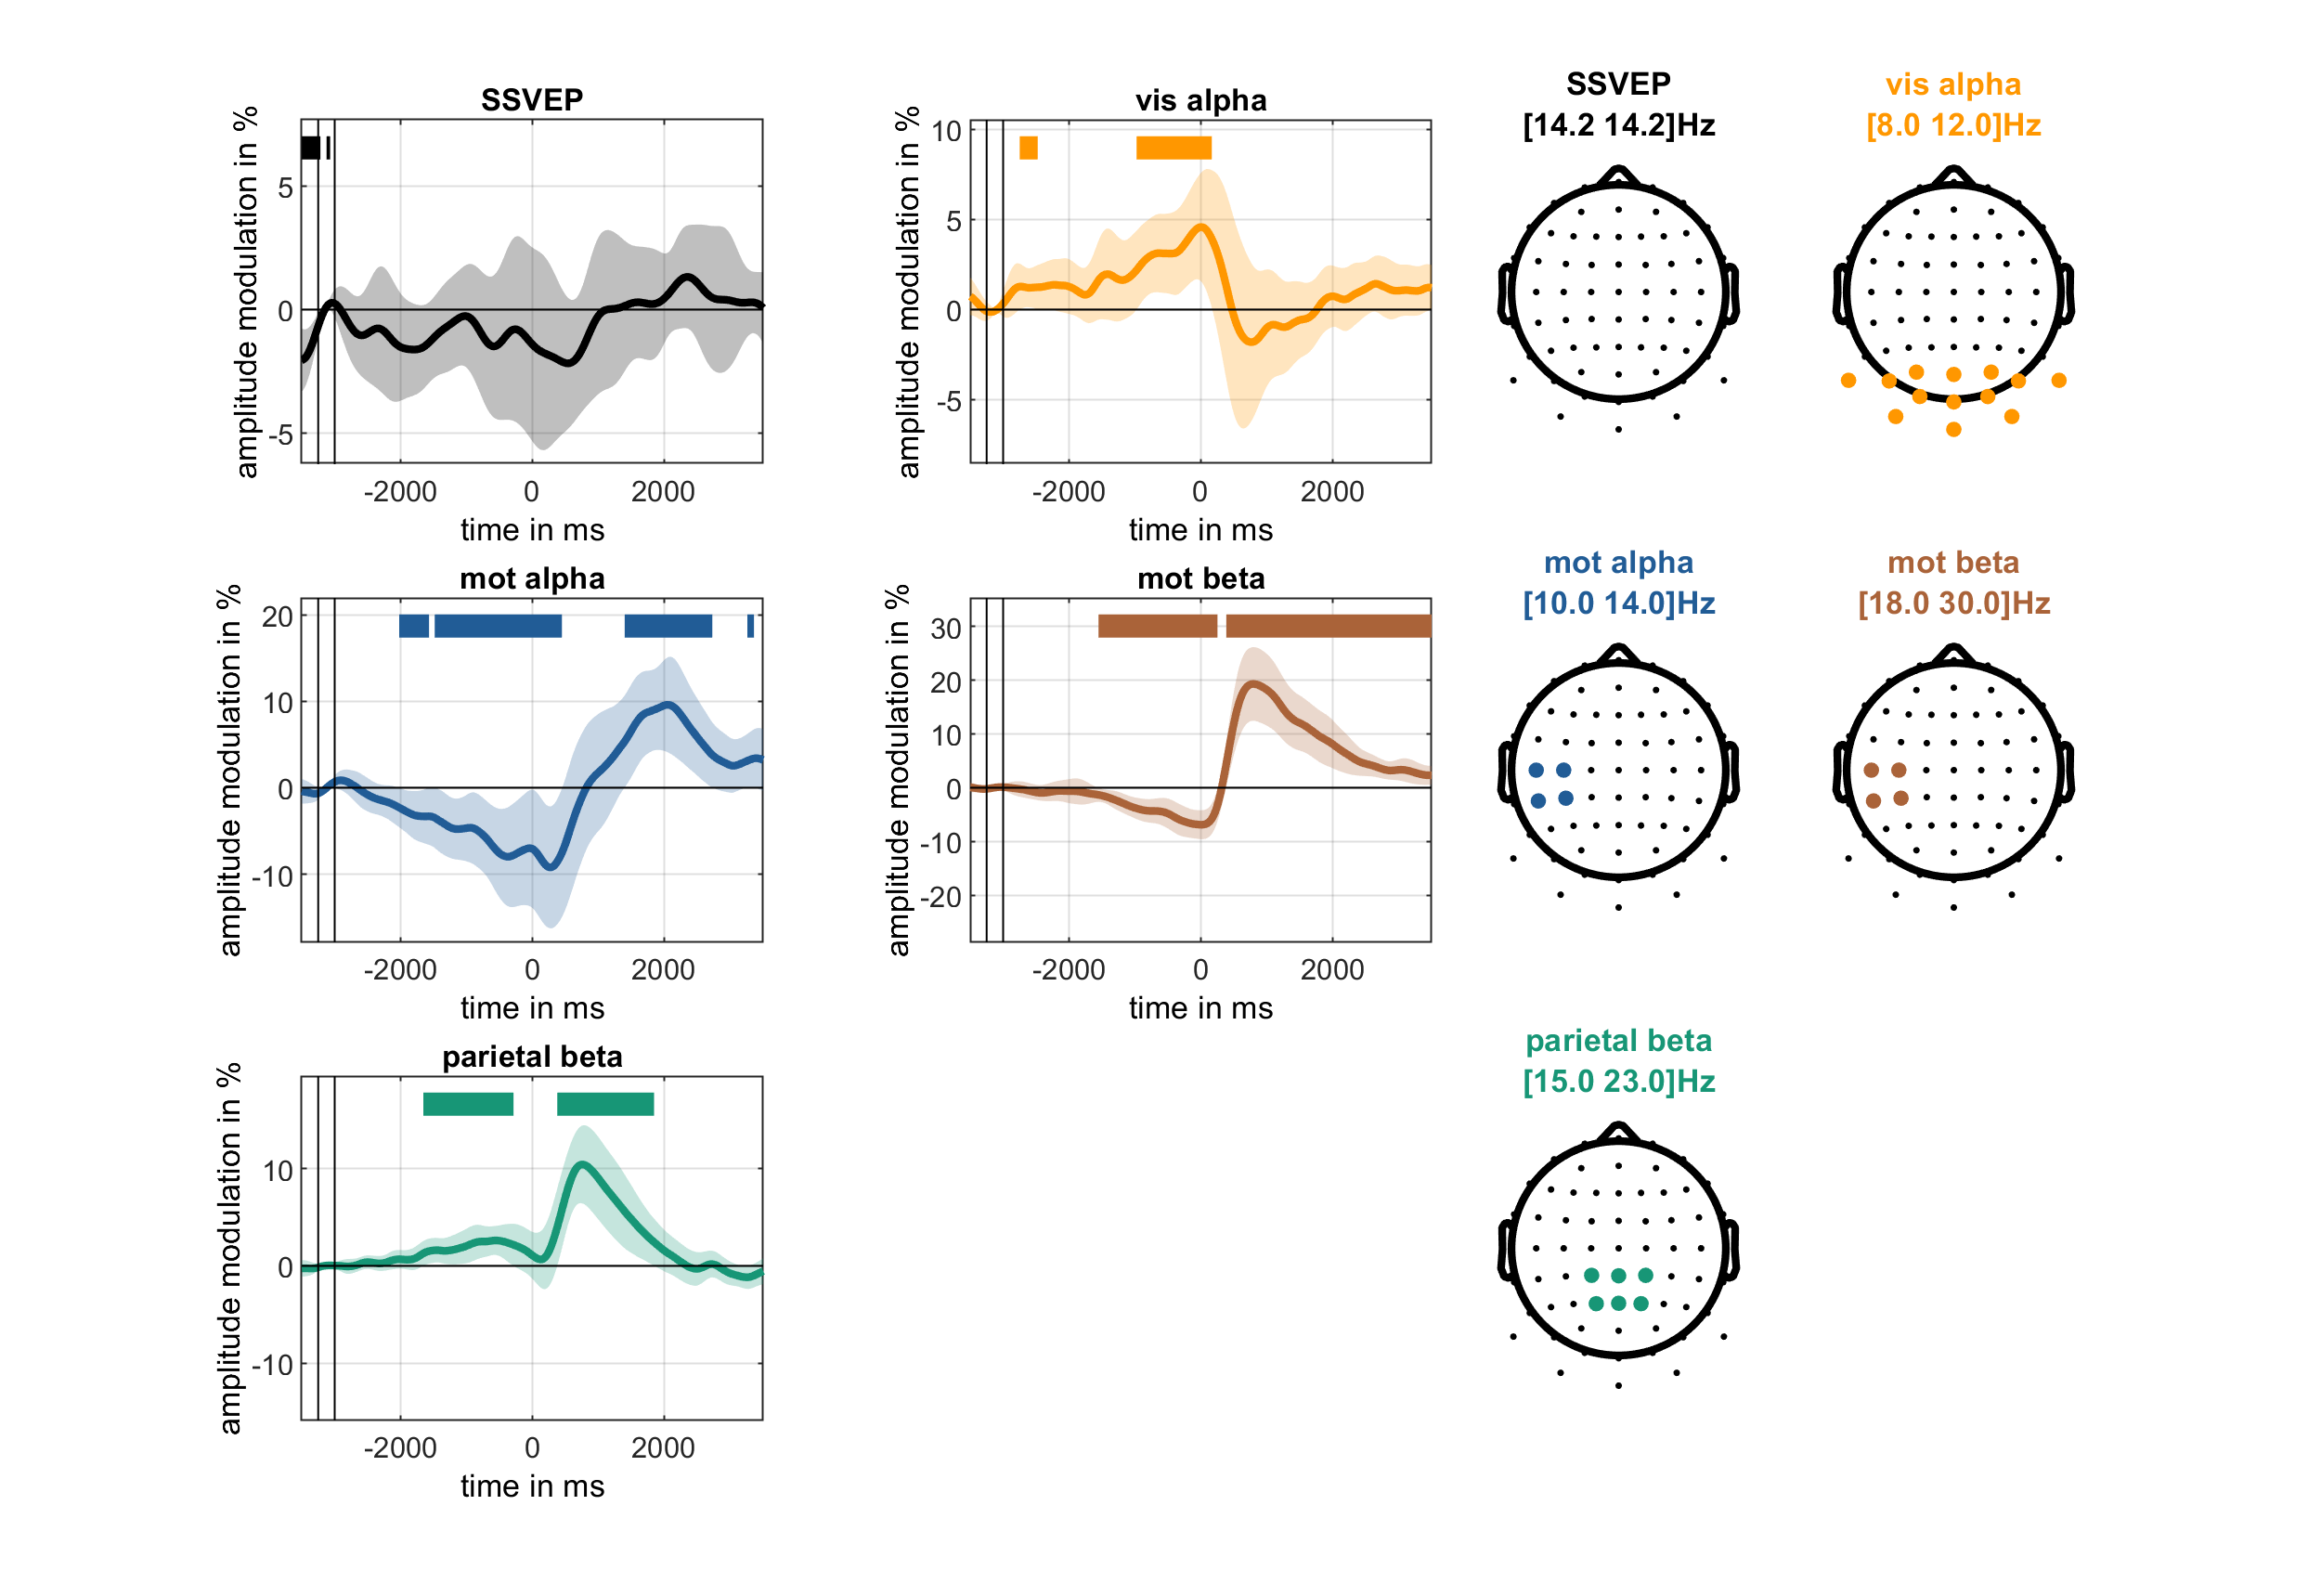 SSVEP
amplitude modulation in %
5
0
-5
-2000 0 2000
time in ms
vis alpha
amplitude modulation in %
10
5
0
-5
-2000 0 2000
time in ms
SSVEP
[14.2 14.2]Hz
vis alpha
[8.0 12.0]Hz
mot alpha
amplitude modulation in %
20
10
0
-10
-2000 0 2000
time in ms
mot beta
amplitude modulation in %
30
20
10
0
-10
-20
-2000 0 2000
time in ms
mot alpha
[10.0 14.0]Hz
mot beta
[18.0 30.0]Hz
parietal beta
amplitude modulation in %
10
0
-10
-2000 0 2000
time in ms
parietal beta
[15.0 23.0]Hz